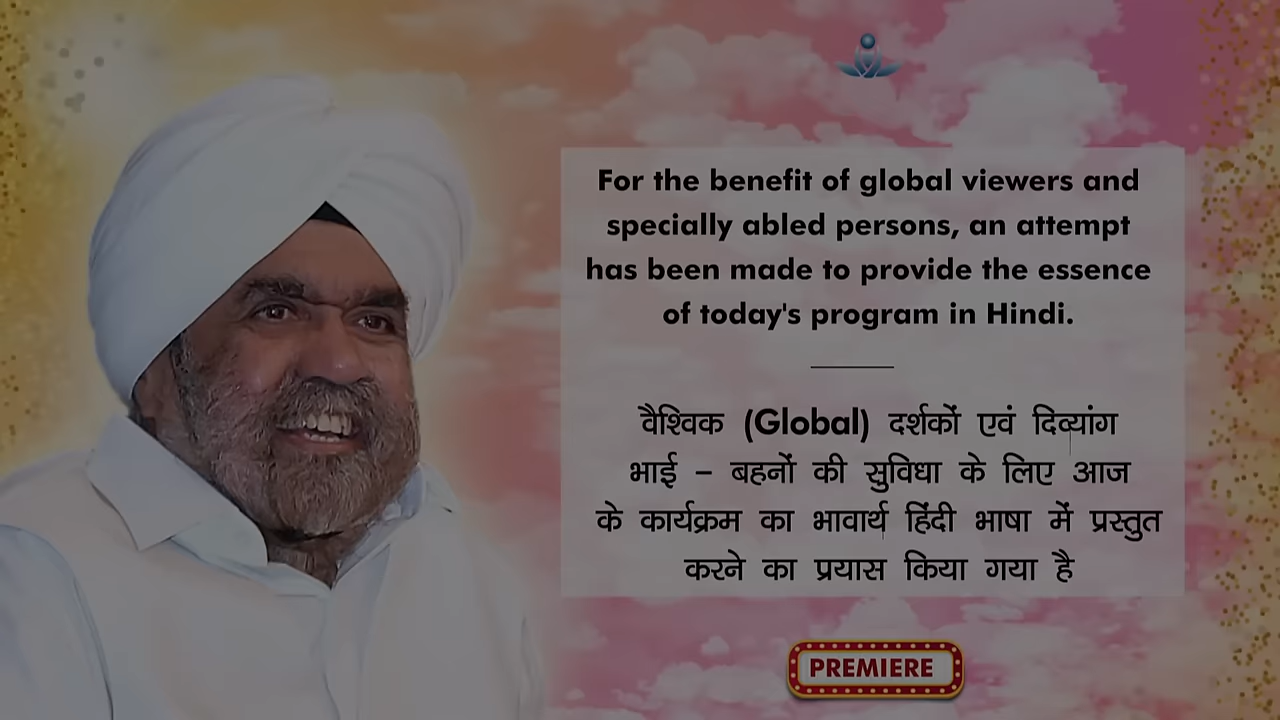 For the benefit of global viewers and
specially abled persons, an attempt
has been made to provide the essence
of today's program in Hindi.
वैश्विक (Global) दर्शकों एवं दिव्यांग
भाई – बहनों की सुविधा के लिए आज
के कार्यक्रम का भावार्थ हिंदी भाषा में प्रस्तुत
करने का प्रयास किया गया है
PREMIERE